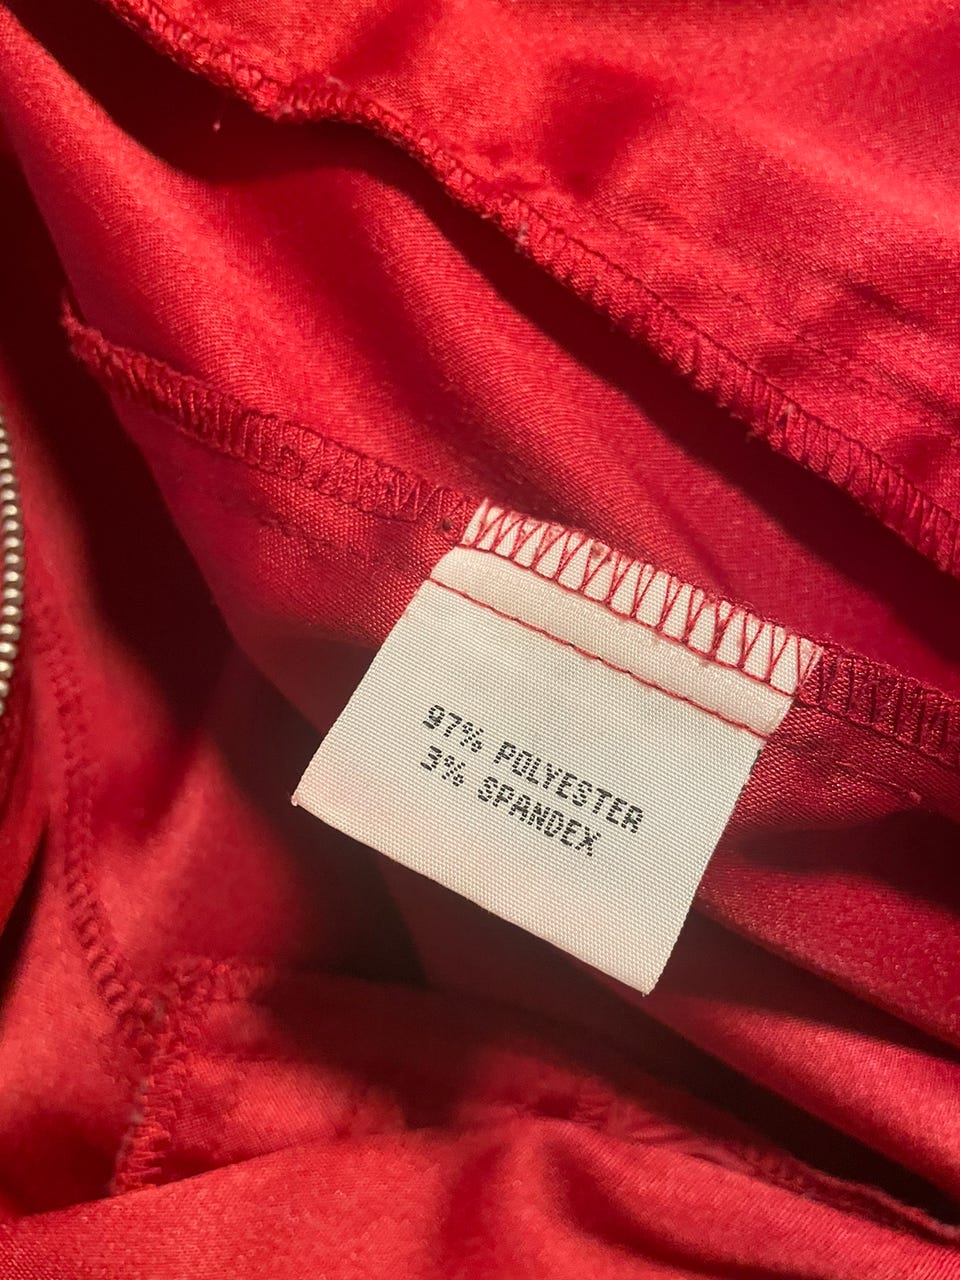 97% POLYESTER
3% SPANDEX